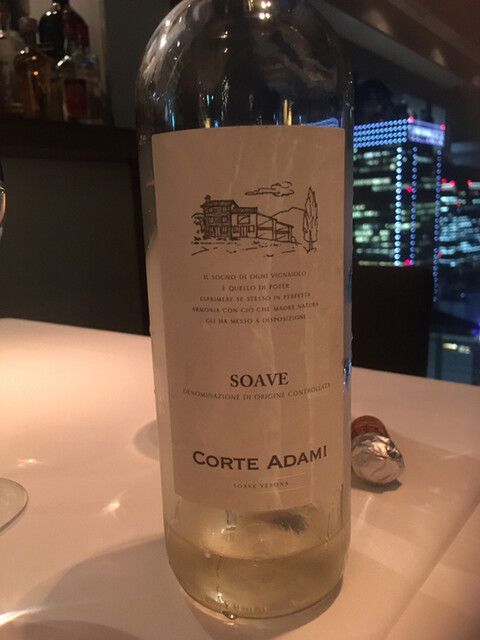 IL SOGNO DI OGNI VIGNAIOLO
È QUELLO DI POTER
ESPRIMERE SE STESSO IN PERFETTA
ARMONIA CON CIÒ CHE MADRE NATURA
GLI HA MESSO A DISPOSIZIONE
SOAVE
DENOMINAZIONE DI ORIGINE CONTROLLATA
CORTE ADAMI
SOAVE VERONA